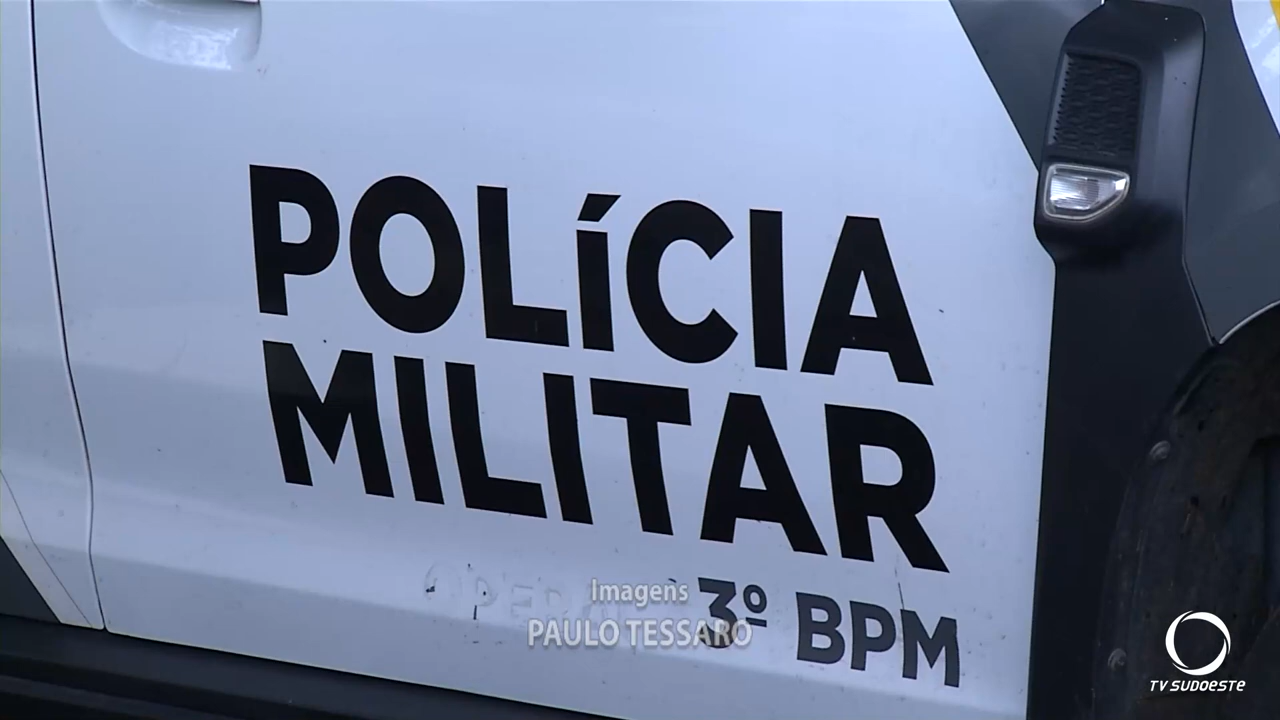 POLÍCIA
MILITAR
3º BPM
Imagens
PAULO TESSARO
TV SUDOESTE